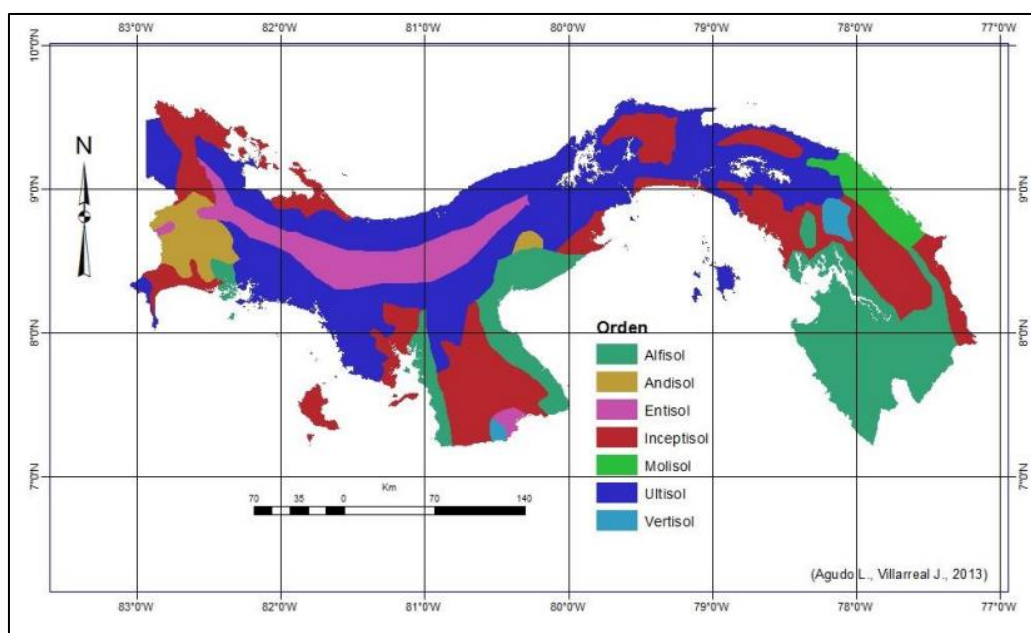 83°0'W 82°0'W 81°0'W 80°0'W 79°0'W 78°0'W 77°0'W
10°0'N 10°0'N
N
9°0'N 9°0'N
8°0'N 8°0'N
Orden
Alfisol
Andisol
Entisol
Inceptisol
Molisol
Ultisol
Vertisol
7°0'N 7°0'N
Km
70 35 0 70 140
(Agudo L., Villarreal J., 2013)
83°0'W 82°0'W 81°0'W 80°0'W 79°0'W 78°0'W 77°0'W